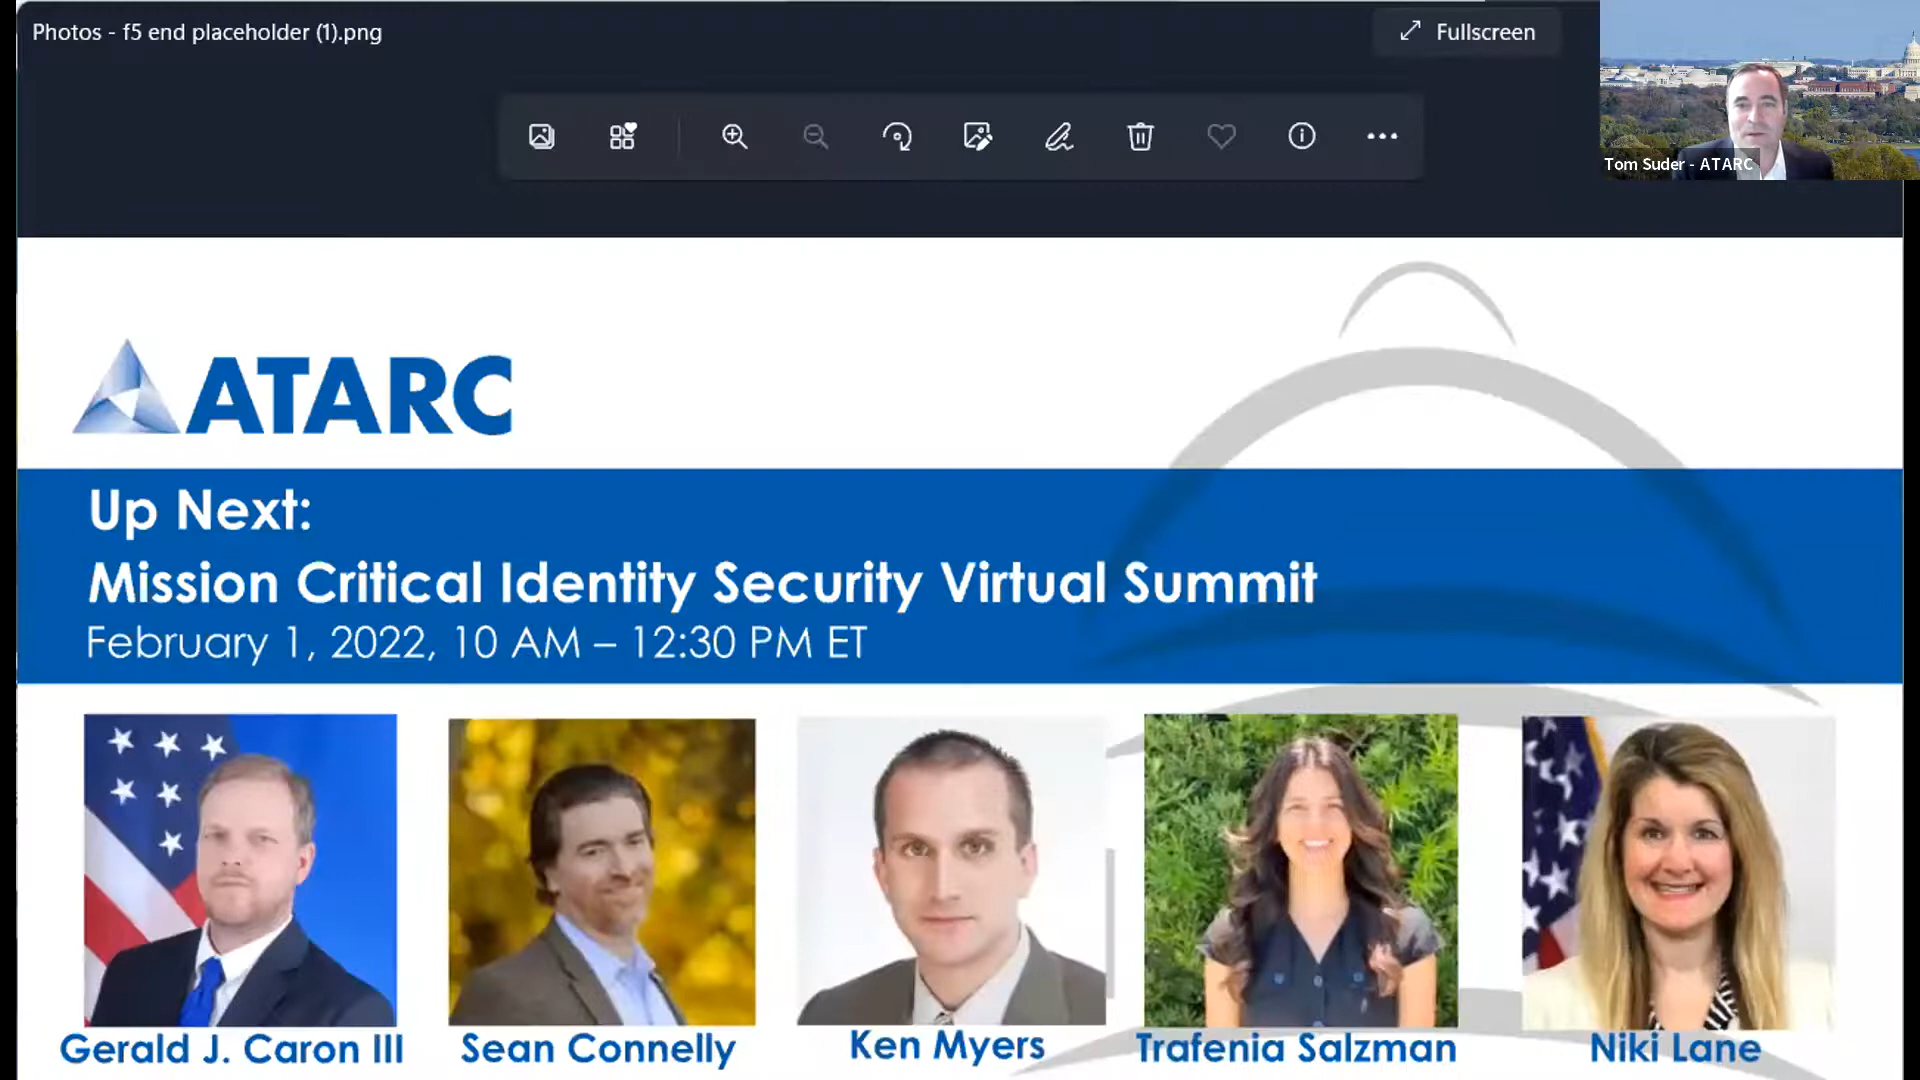 Photos - f5 end placeholder (1).png
Fullscreen
Tom Suder - ATARC
ATARC
Up Next:
Mission Critical Identity Security Virtual Summit
February 1, 2022, 10 AM – 12:30 PM ET
Gerald J. Caron III
Sean Connelly
Ken Myers
Trafenia Salzman
Niki Lane